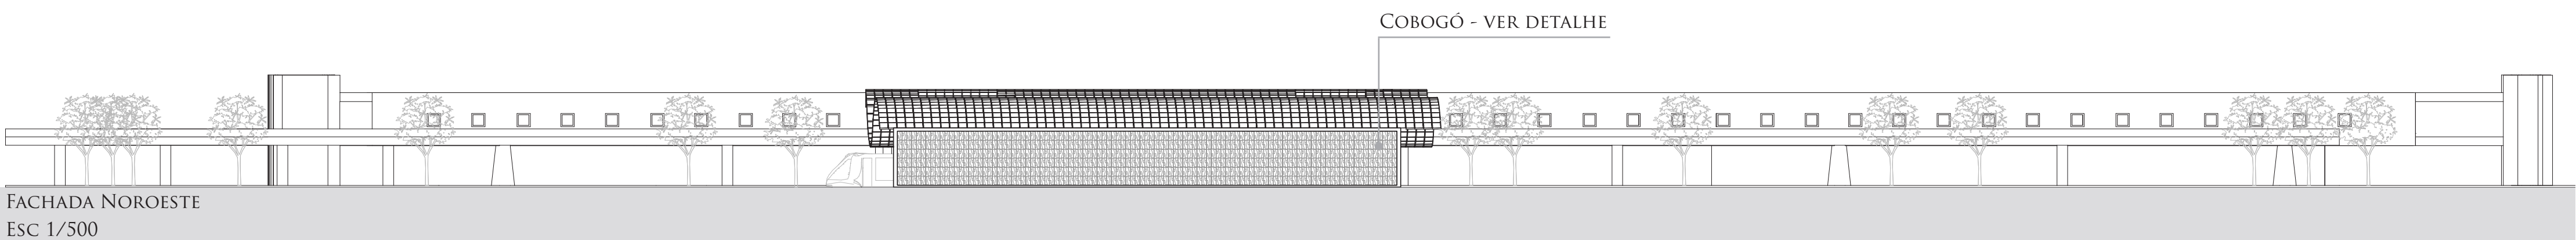 Cobogó - ver detalhe
Fachada Noroeste
Esc 1/500